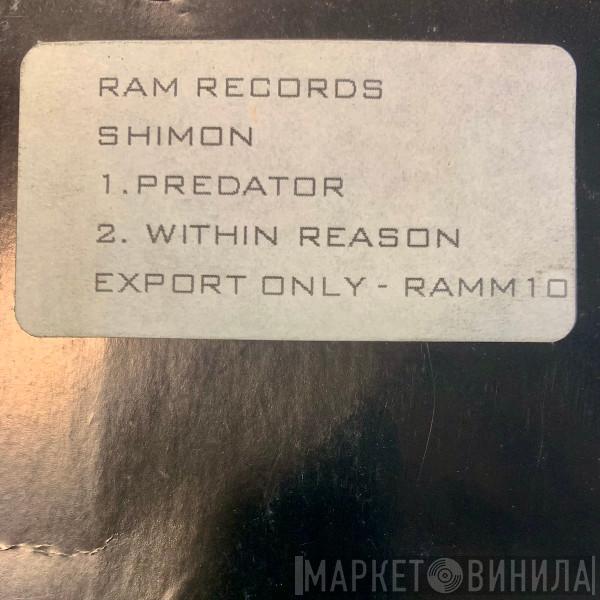 RAM RECORDS
SHIMON
1.PREDATOR
2. WITHIN REASON
EXPORT ONLY - RAMM10
МАРКЕТ ВИНИЛА